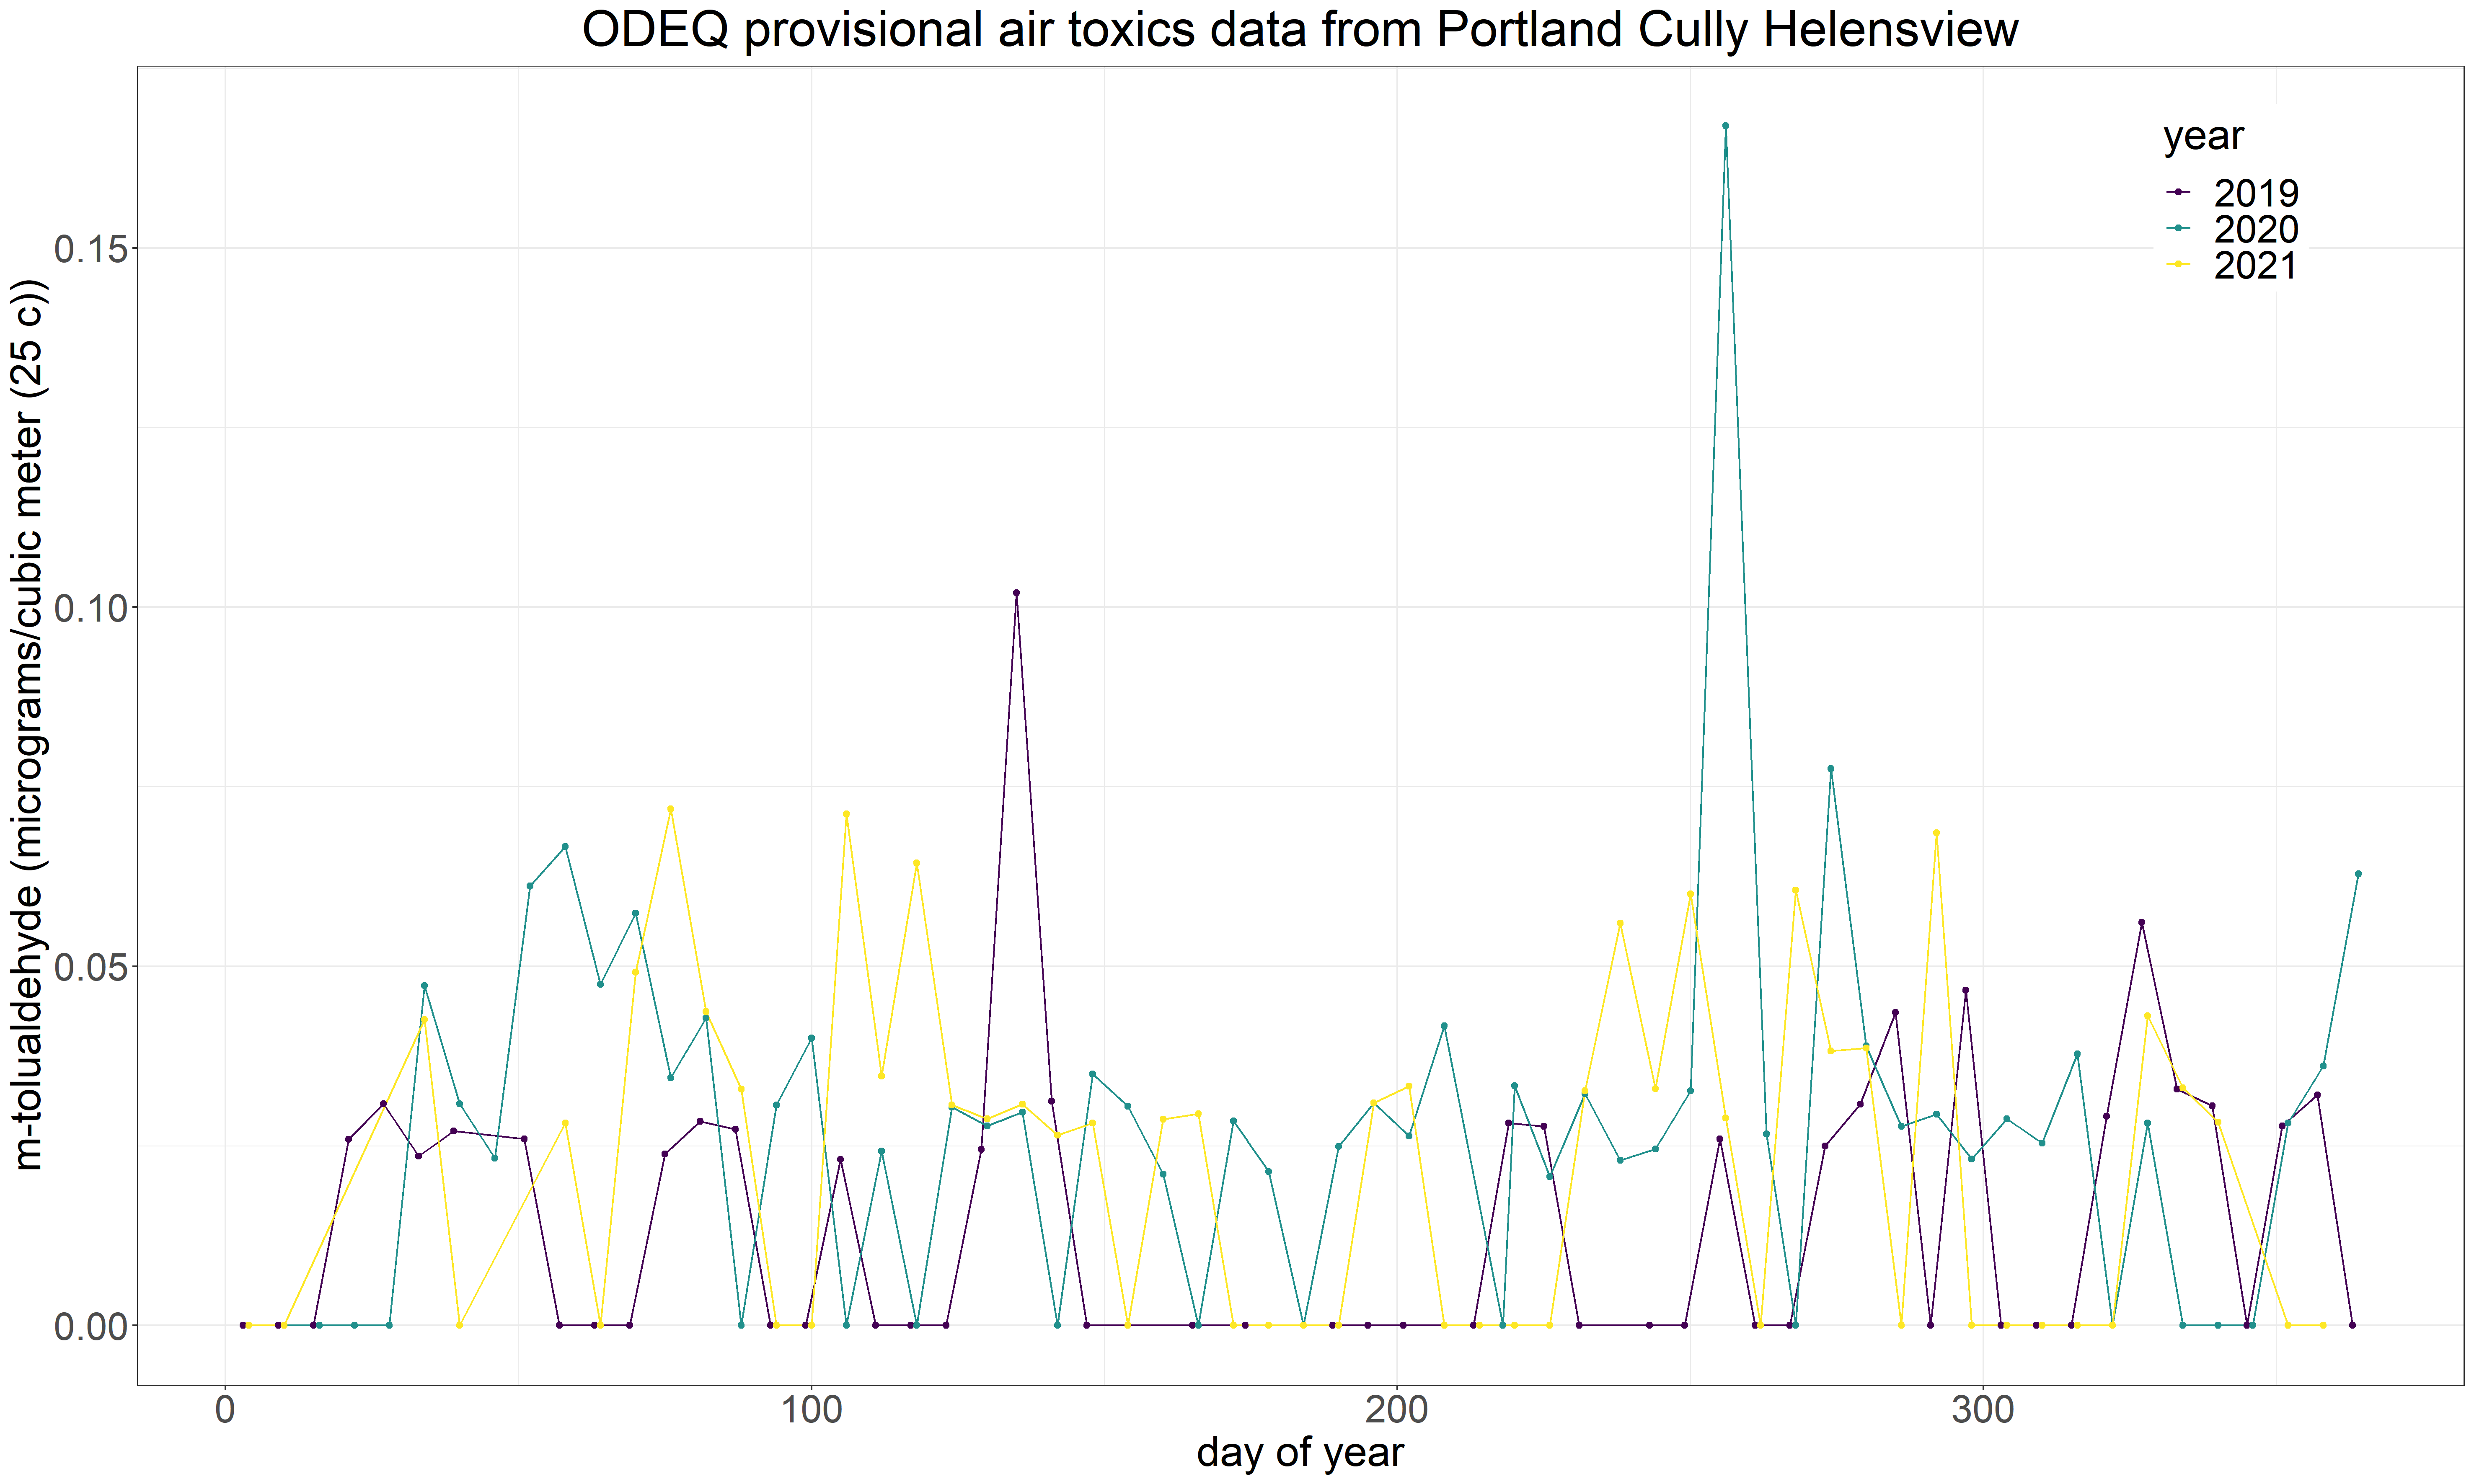 ODEQ provisional air toxics data from Portland Cully Helensview
m-tolualdehyde (micrograms/cubic meter (25 c))
0.15
0.10
0.05
0.00
year
2019
2020
2021
0 100 200 300
day of year